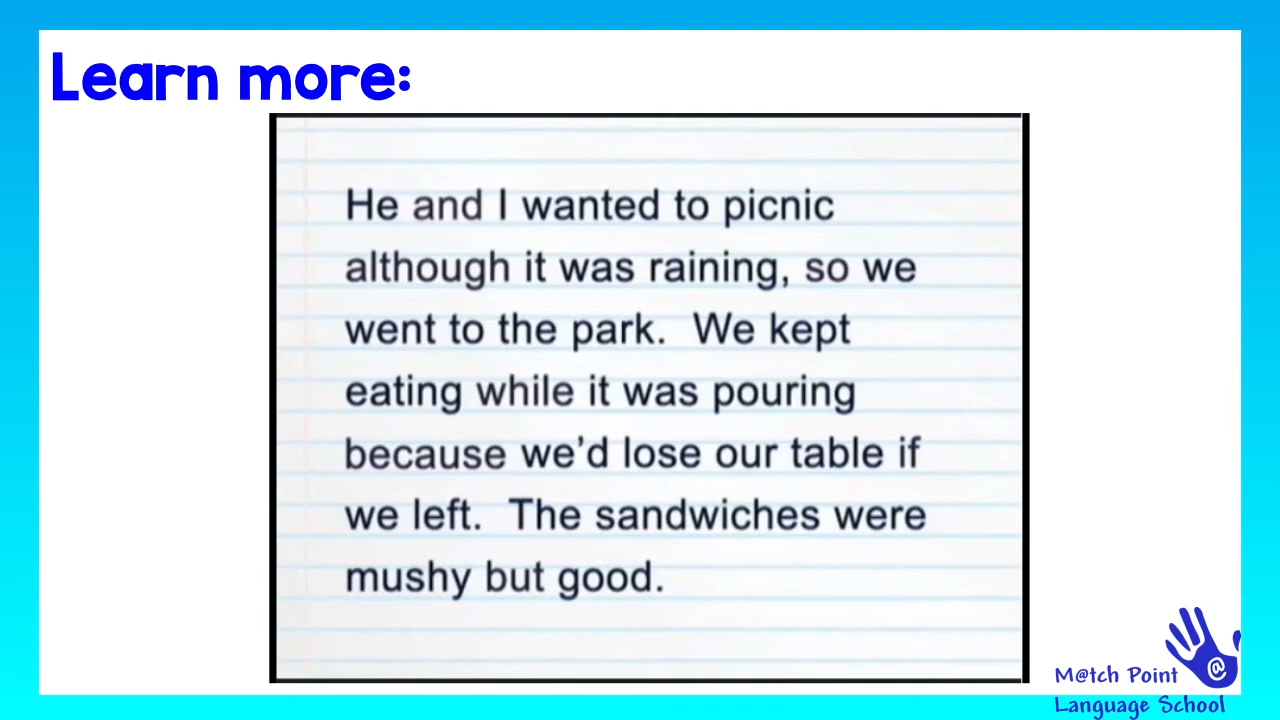 Learn more:
He and I wanted to picnic
although it was raining, so we
went to the park.  We kept
eating while it was pouring
because we’d lose our table if
we left.  The sandwiches were
mushy but good.
M@tch Point
@
Language School